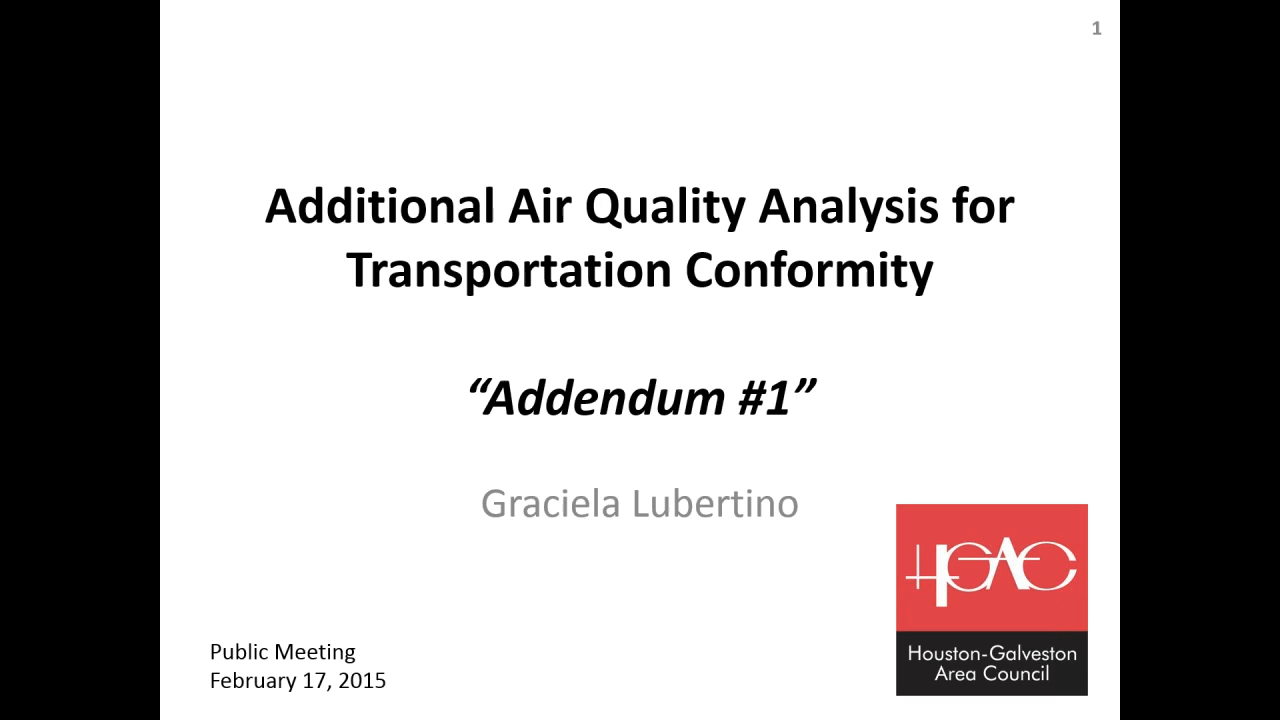 1
Additional Air Quality Analysis for
Transportation Conformity
“Addendum #1”
Graciela Lubertino
HGAC
Houston-Galveston
Area Council
Public Meeting
February 17, 2015